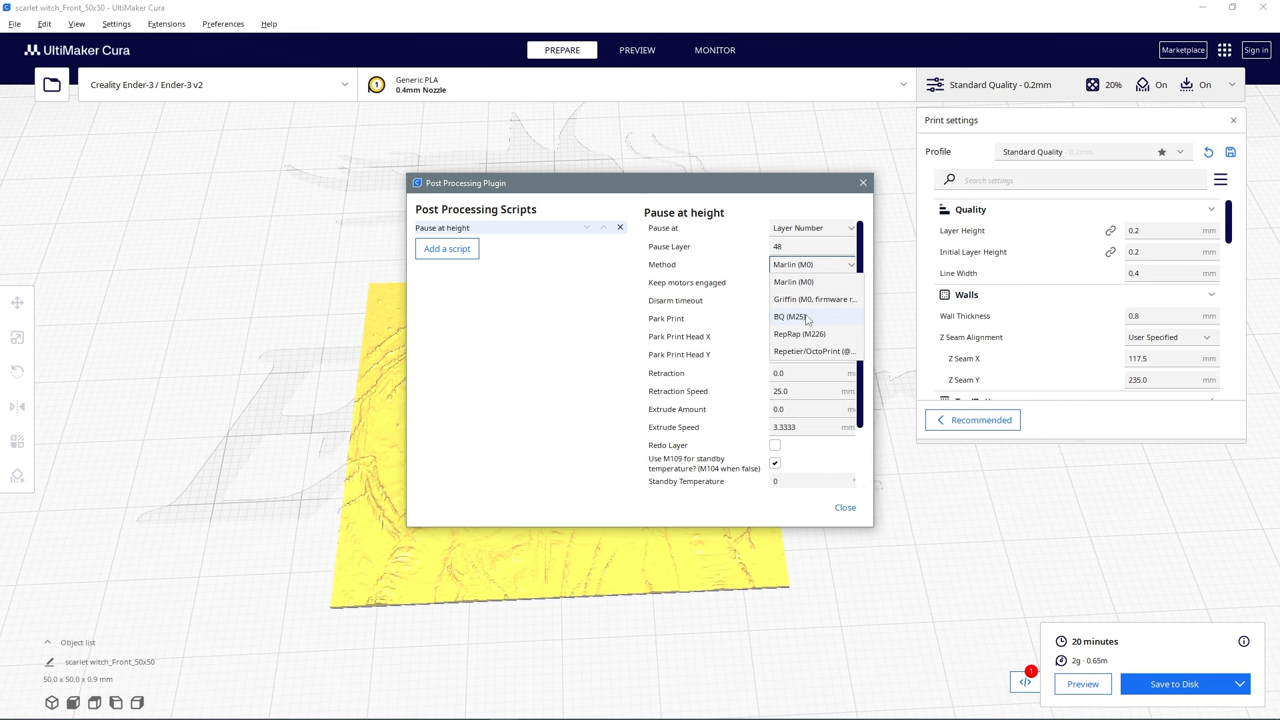 scarlet witch_Front_50x50 - UltiMaker Cura
File Edit View Settings Extensions Preferences Help
UltiMaker Cura
PREPARE PREVIEW MONITOR
Marketplace Sign in
Creality Ender-3 / Ender-3 v2
1 Generic PLA
0.4mm Nozzle
Standard Quality - 0.2mm 20% On On
Print settings
Profile Standard Quality - 0.2mm
Search settings
Quality
Layer Height 0.2 mm
Initial Layer Height 0.2 mm
Line Width 0.4 mm
Walls
Wall Thickness 0.8 mm
Z Seam Alignment User Specified
Z Seam X 117.5 mm
Z Seam Y 235.0 mm
Recommended
Post Processing Plugin
Post Processing Scripts
Pause at height
Add a script
Pause at height
Pause at Layer Number
Pause Layer 48
Method Marlin (M0)
Keep motors engaged
Disarm timeout
Park Print
Park Print Head X
Park Print Head Y
Marlin (M0)
Griffin (M0, firmware r...
BQ (M25)
RepRap (M226)
Repetier/OctoPrint (@...
Retraction 0.0 m
Retraction Speed 25.0 mm
Extrude Amount 0.0 m
Extrude Speed 3.3333 mm
Redo Layer
Use M109 for standby
temperature? (M104 when false)
Standby Temperature 0 °
Close
Object list
scarlet witch_Front_50x50
50.0 x 50.0 x 0.9 mm
1
20 minutes
2g · 0.65m
Preview Save to Disk